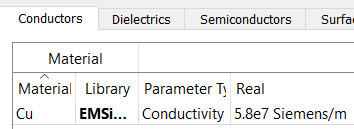 Conductors Dielectrics Semiconductors Surfa
Material
Material Library Parameter Ty Real
Cu EMSi... Conductivity 5.8e7 Siemens/m